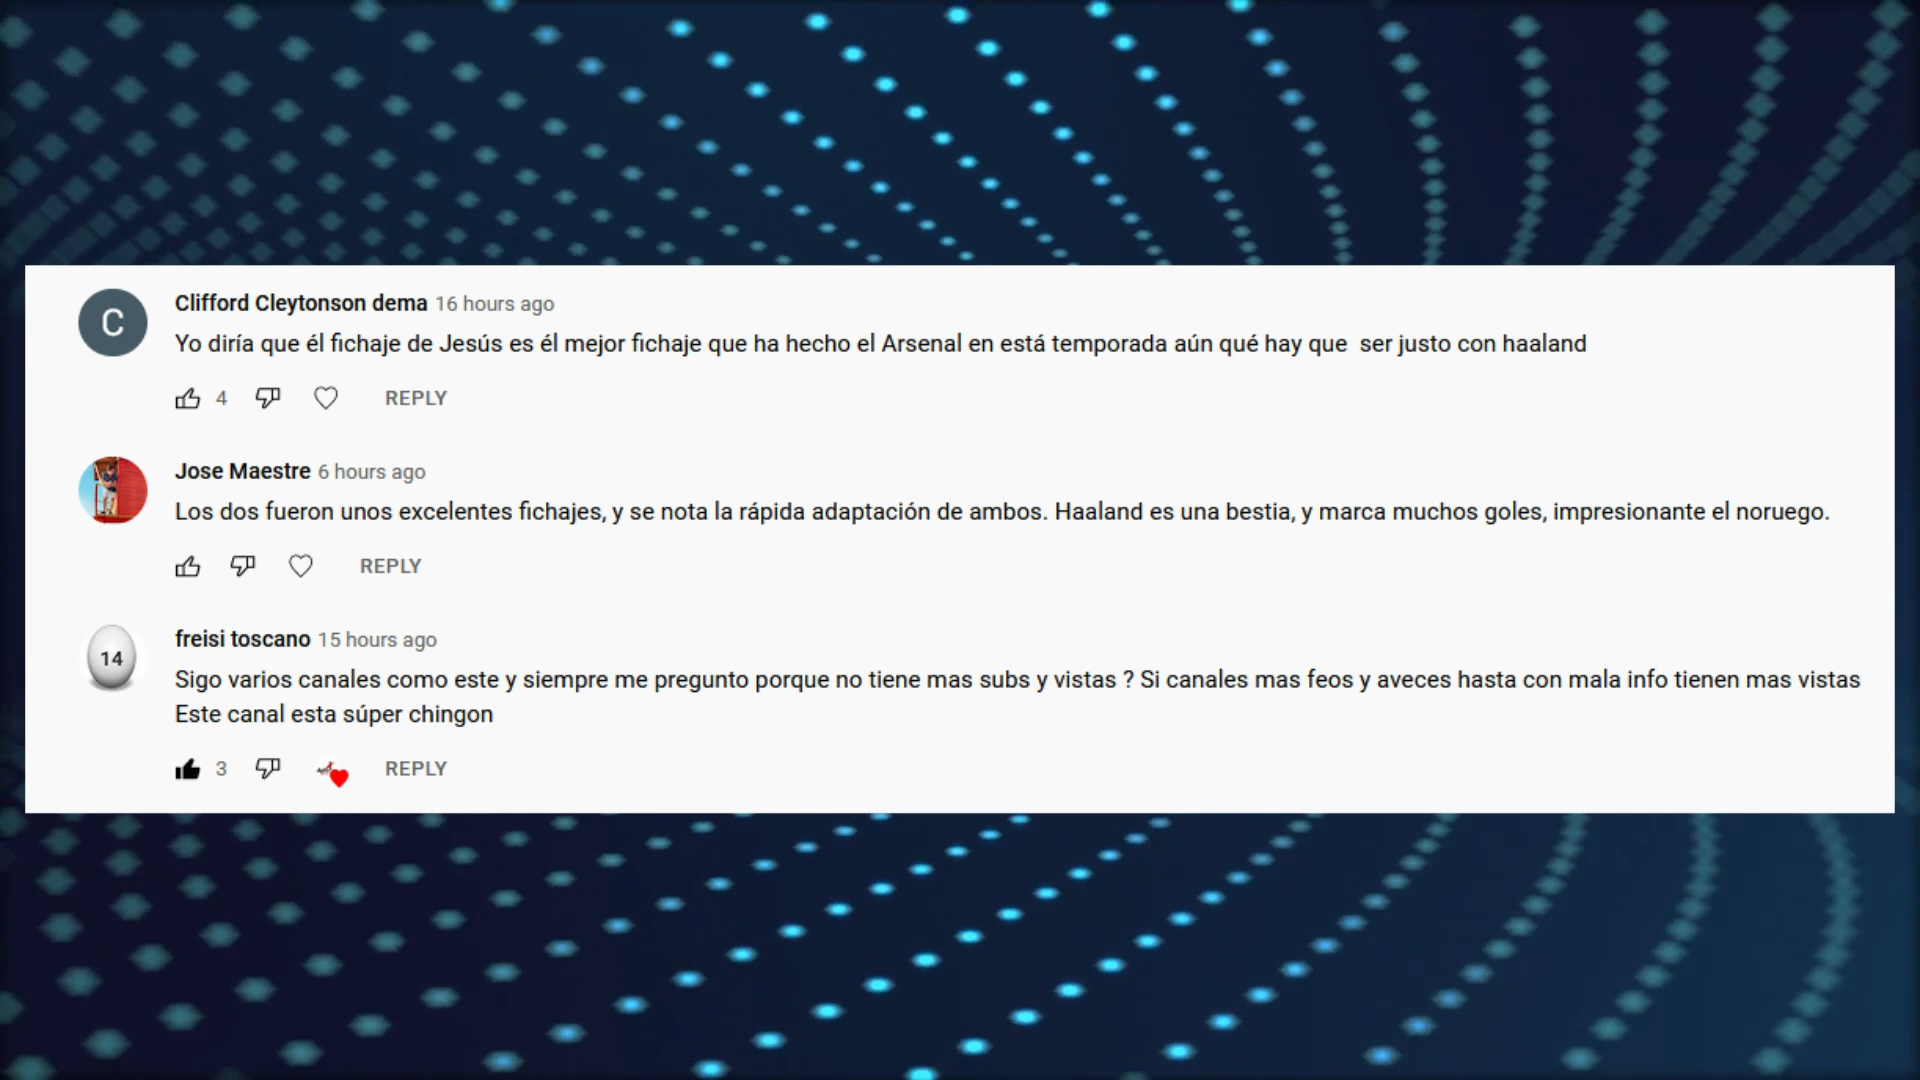 C
Clifford Cleytonson dema 16 hours ago
Yo diría que él fichaje de Jesús es él mejor fichaje que ha hecho el Arsenal en está temporada aún qué hay que  ser justo con haaland
4 REPLY
Jose Maestre 6 hours ago
Los dos fueron unos excelentes fichajes, y se nota la rápida adaptación de ambos. Haaland es una bestia, y marca muchos goles, impresionante el noruego.
REPLY
14
freisi toscano 15 hours ago
Sigo varios canales como este y siempre me pregunto porque no tiene mas subs y vistas ? Si canales mas feos y aveces hasta con mala info tienen mas vistas
Este canal esta súper chingon
3 REPLY